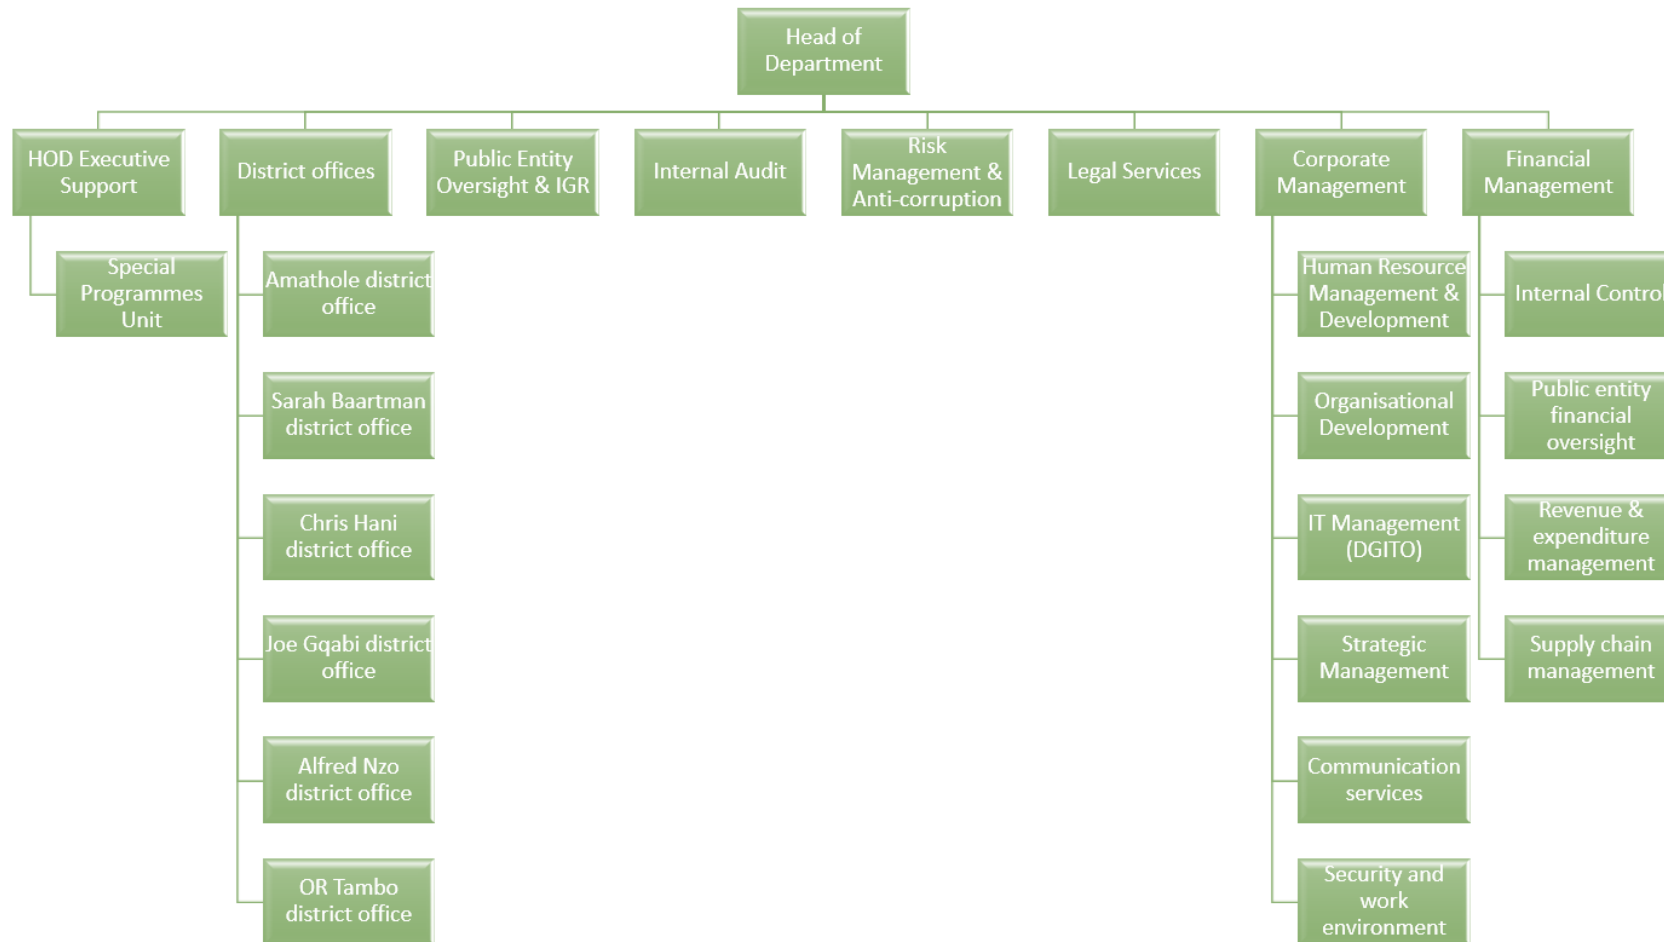 Head of
Department
HOD Executive
Support
District offices
Public Entity
Oversight & IGR
Internal Audit
Risk
Management &
Anti-corruption
Legal Services
Corporate
Management
Financial
Management
Special
Programmes
Unit
Amathole district
office
Sarah Baartman
district office
Chris Hani
district office
Joe Gqabi district
office
Alfred Nzo
district office
OR Tambo
district office
Human Resource
Management &
Development
Organisational
Development
IT Management
(DGITO)
Strategic
Management
Communication
services
Security and
work
environment
Internal Control
Public entity
financial
oversight
Revenue &
expenditure
management
Supply chain
management